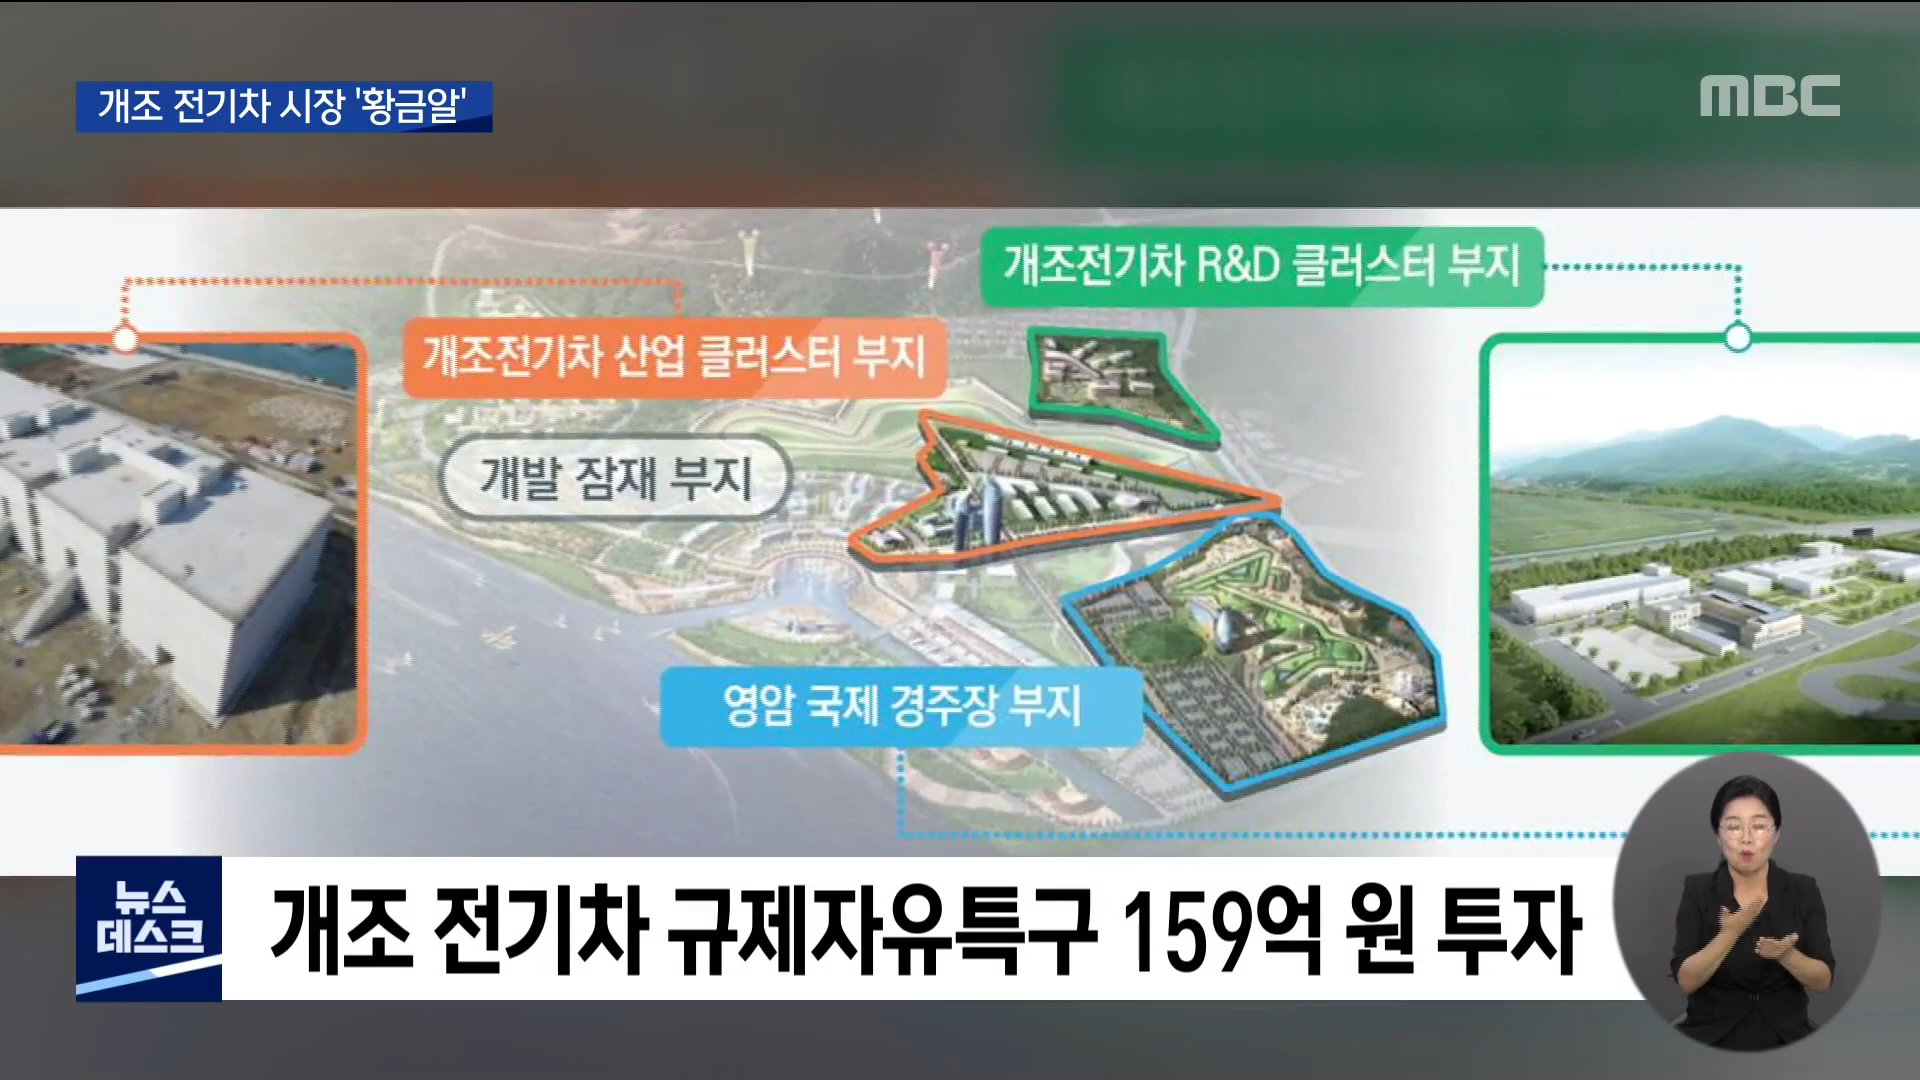 개조 전기차 시장 '황금알'
MBC
개조전기차 R&D 클러스터 부지
개조전기차 산업 클러스터 부지
개발 잠재 부지
영암 국제 경주장 부지
뉴스
데스크
개조 전기차 규제자유특구 159억 원 투자